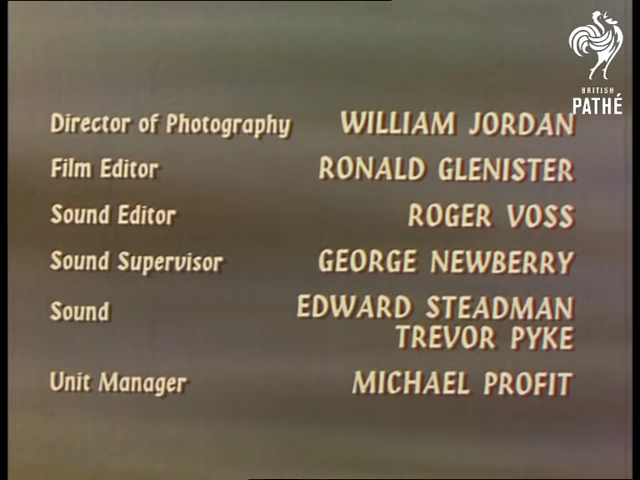 BRITISH
PATHÉ
Director of Photography WILLIAM JORDAN
Film Editor RONALD GLENISTER
Sound Editor ROGER VOSS
Sound Supervisor GEORGE NEWBERRY
Sound EDWARD STEADMAN
TREVOR PYKE
Unit Manager MICHAEL PROFIT